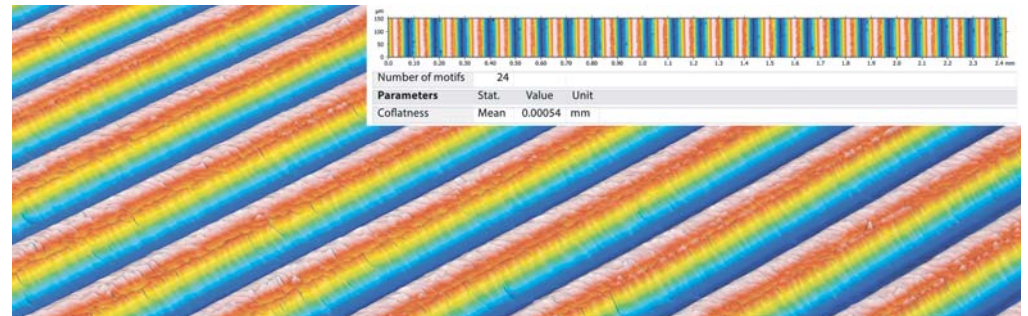 µm
150
100
50
0
0.0 0.10 0.20 0.30 0.40 0.50 0.60 0.70 0.80 0.90 1.0 1.1 1.2 1.3 1.4 1.5 1.6 1.7 1.8 1.9 2.0 2.1 2.2 2.3 2.4 mm
Number of motifs 24
Parameters Stat. Value Unit
Coflatness Mean 0.00054 mm